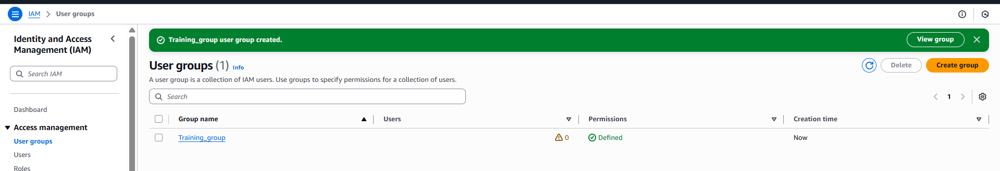 IAM > User groups
Identity and Access
Management (IAM)
Search IAM
Dashboard
Access management
User groups
Users
Roles
Training_group user group created.
View group
User groups (1) Info
Delete
Create group
A user group is a collection of IAM users. Use groups to specify permissions for a collection of users.
Search
1
Group name Users Permissions Creation time
Training_group 0 Defined Now